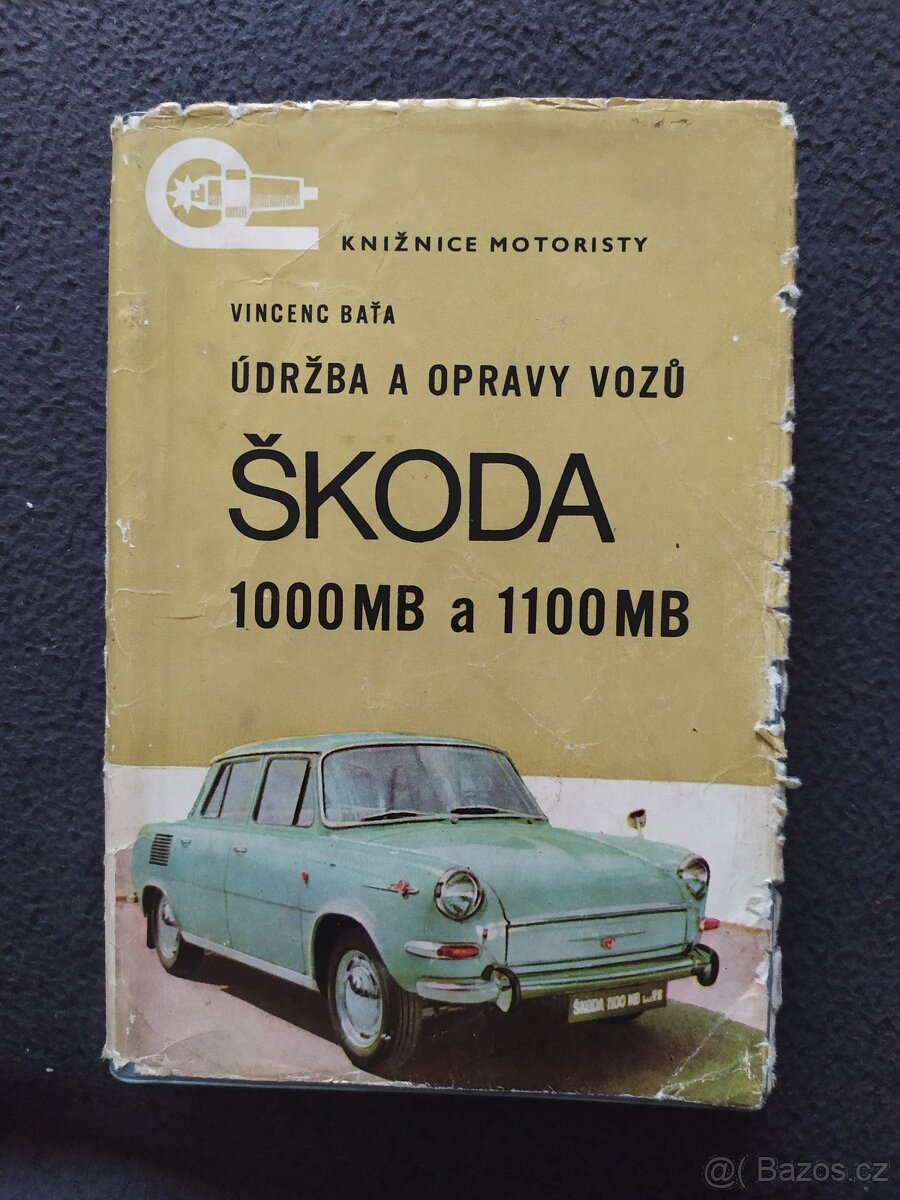 KNIŽNICE MOTORISTY
VINCENC BAŤA
ÚDRŽBA A OPRAVY VOZŮ
ŠKODA
1000MB a 1100MB
ŠKODA 1100 MB
@( Bazos.cz